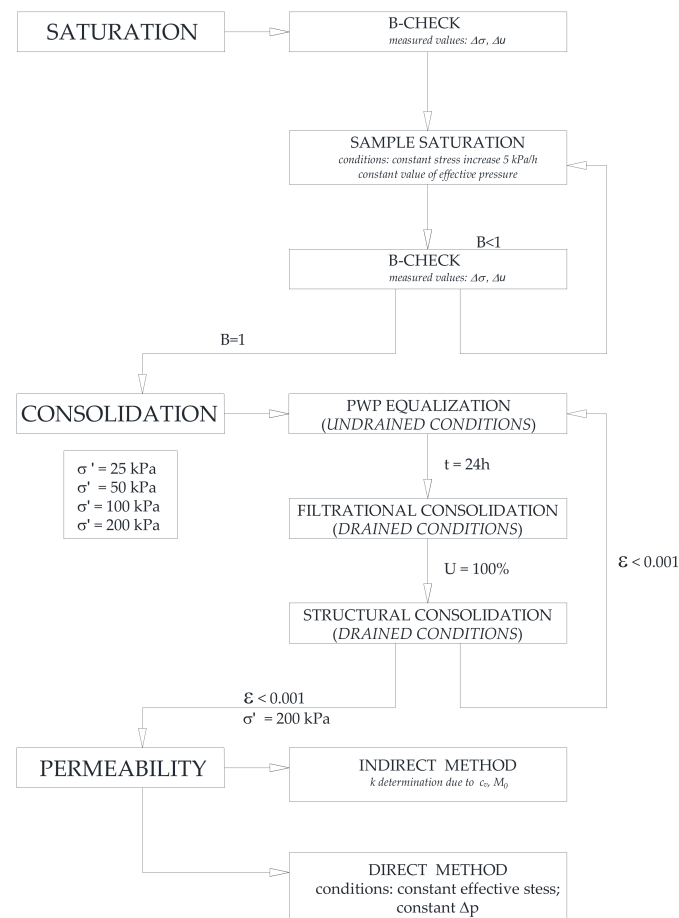 SATURATION
B-CHECK
measured values: Δσ, Δu
SAMPLE SATURATION
conditions: constant stress increase 5 kPa/h
constant value of effective pressure
B<1
B-CHECK
measured values: Δσ, Δu
B=1
CONSOLIDATION
PWP EQUALIZATION
(UNDRAINED CONDITIONS)
σ ' = 25 kPa
σ' = 50 kPa
σ' = 100 kPa
σ' = 200 kPa
t = 24h
FILTRATIONAL CONSOLIDATION
(DRAINED CONDITIONS)
U = 100%
ε < 0.001
STRUCTURAL CONSOLIDATION
(DRAINED CONDITIONS)
ε < 0.001
σ' = 200 kPa
PERMEABILITY
INDIRECT METHOD
k determination due to cᵥ, M₀
DIRECT METHOD
conditions: constant effective stess;
constant Δp